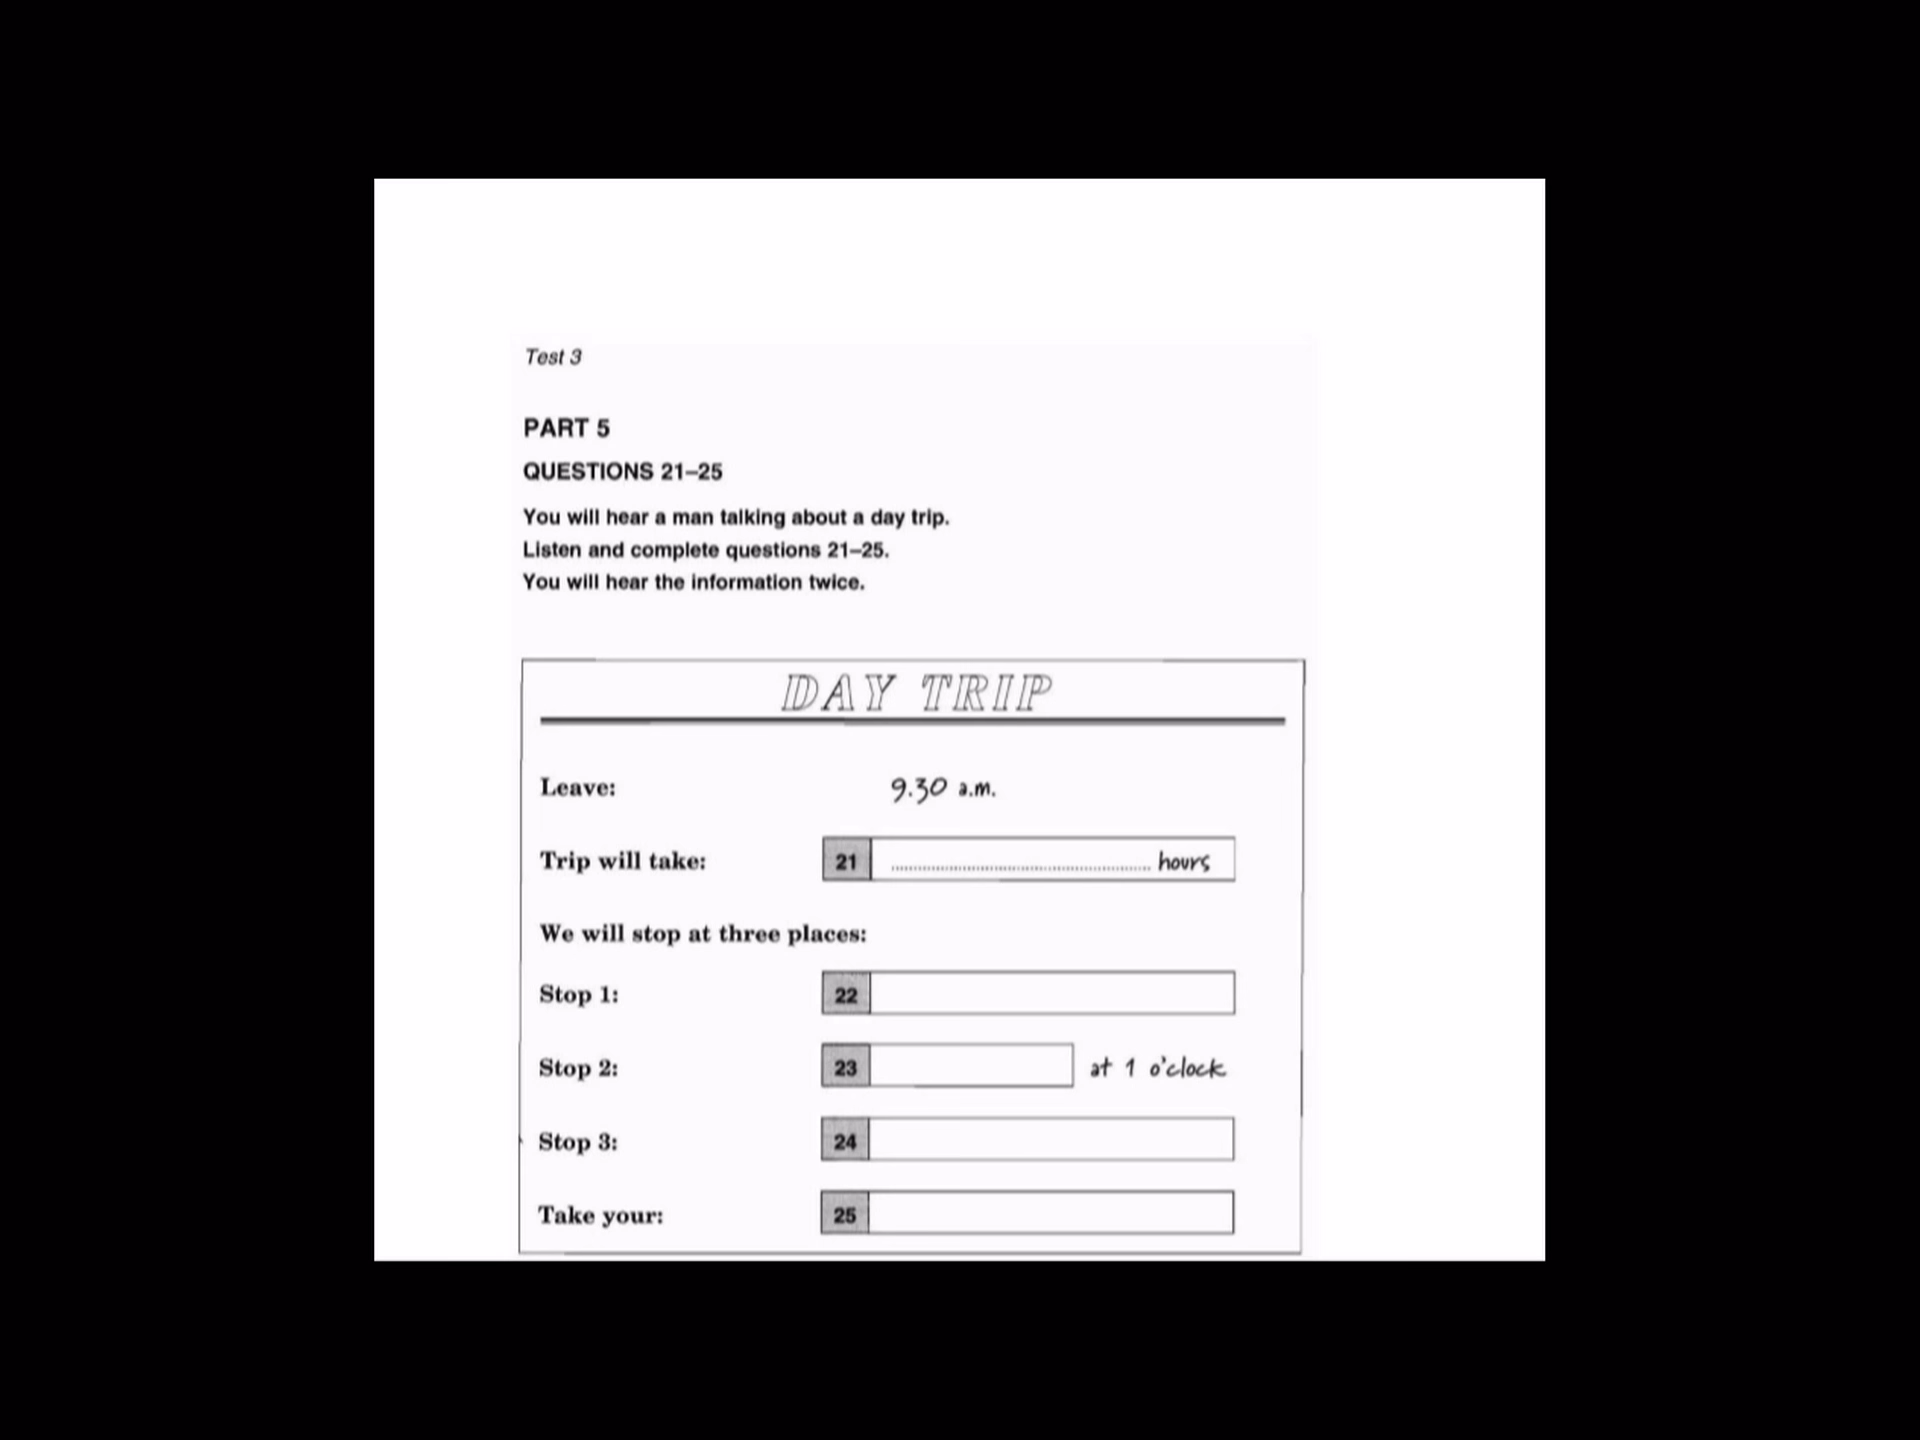 Test 3
PART 5
QUESTIONS 21–25
You will hear a man talking about a day trip.
Listen and complete questions 21–25.
You will hear the information twice.
DAY TRIP
Leave: 9.30 a.m.
Trip will take: 21 ........................................ hours
We will stop at three places:
Stop 1: 22
Stop 2: 23 at 1 o'clock
Stop 3: 24
Take your: 25